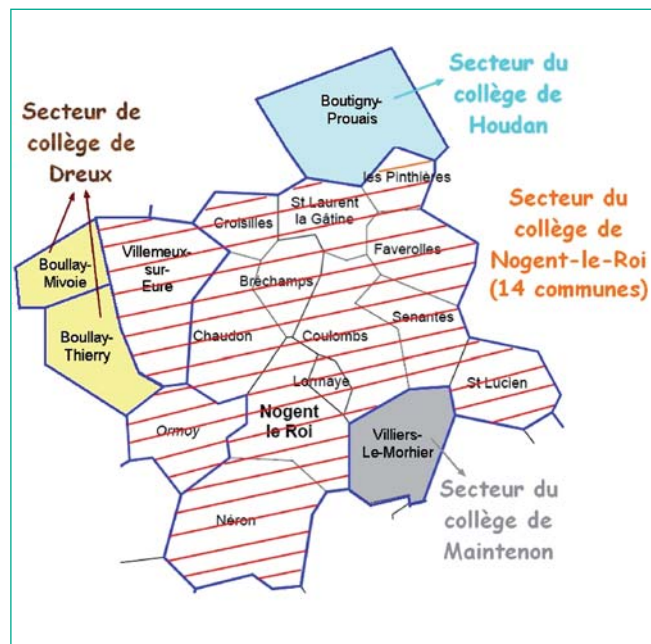 Secteur du
collège de
Houdan
Boutigny-
Prouais
Secteur de
collège de
Dreux
les Pinthières
St Laurent
la Gâtine
Croisilles
Secteur du
collège de
Nogent-le-Roi
(14 communes)
Boullay-
Mivoie
Villemeux-
sur-
Eure
Faverolles
Bréchamps
Boullay-
Thierry
Chaudon
Coulombs
Senantes
Lormaye
St Lucien
Ormoy
Nogent
le Roi
Villiers-
Le-Morhier
Secteur du
collège de
Maintenon
Néron